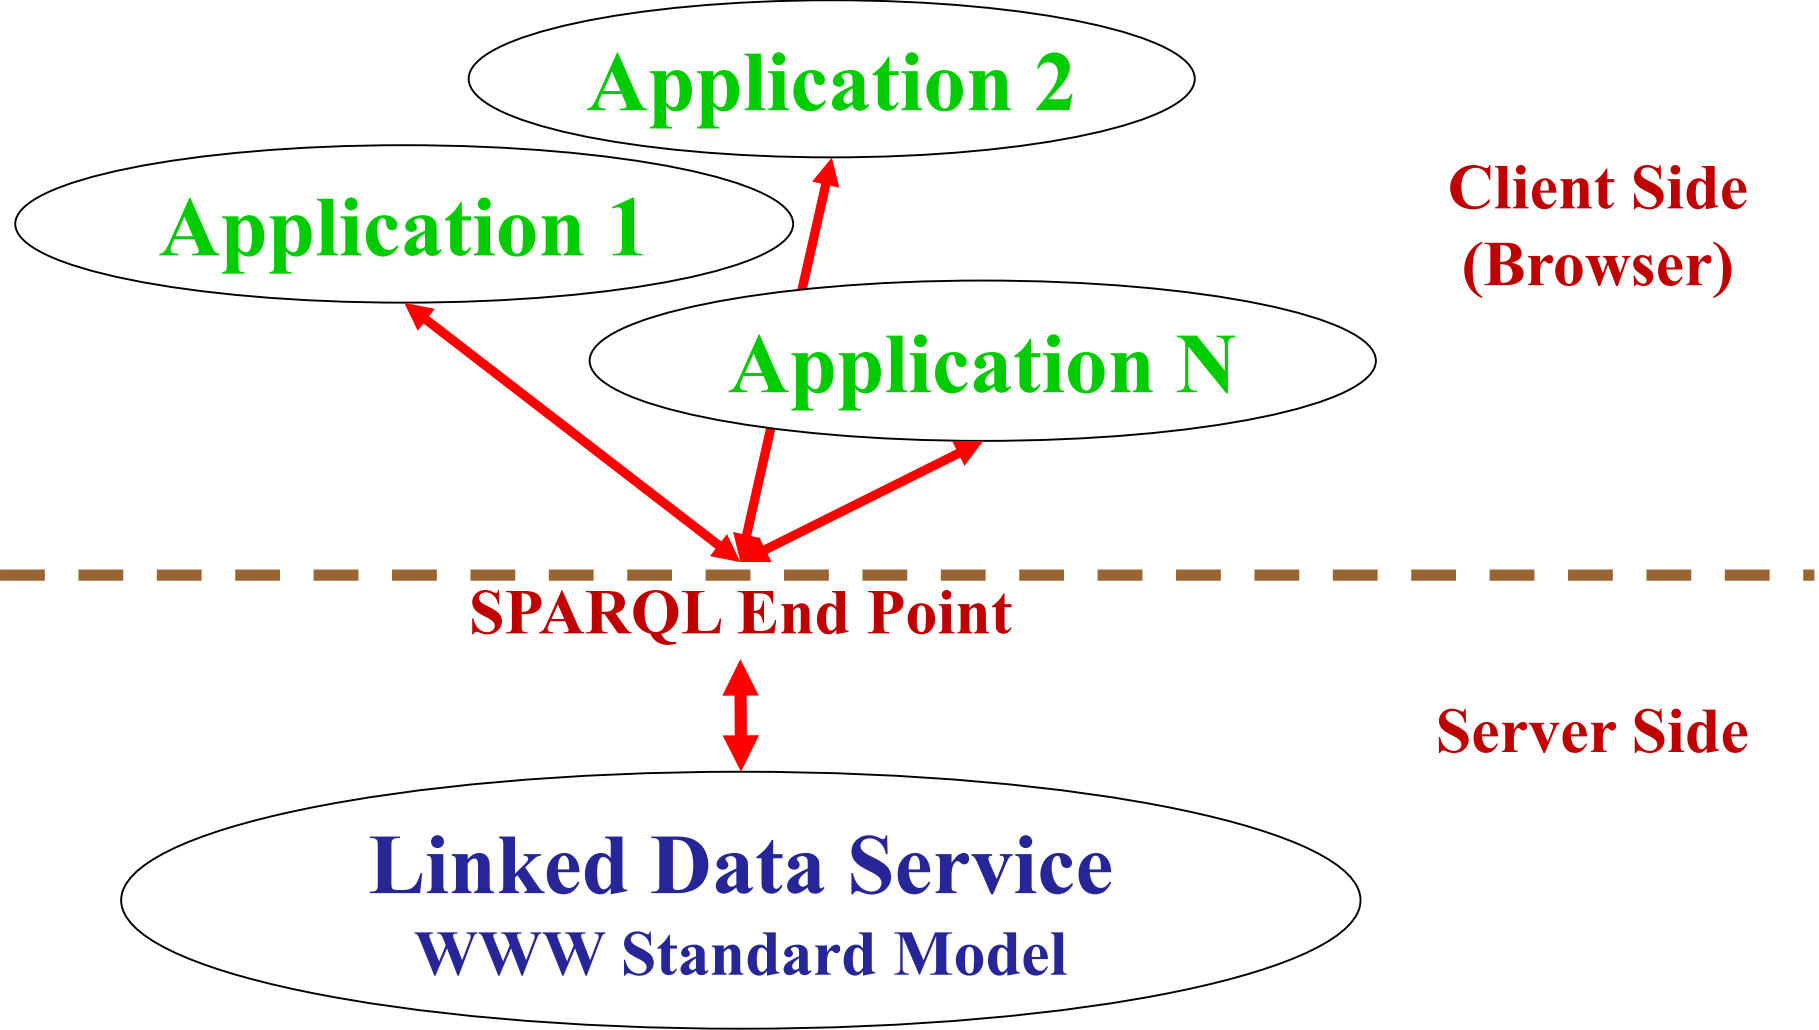 Application 2
Application 1
Client Side
(Browser)
Application N
SPARQL End Point
Server Side
Linked Data Service
WWW Standard Model